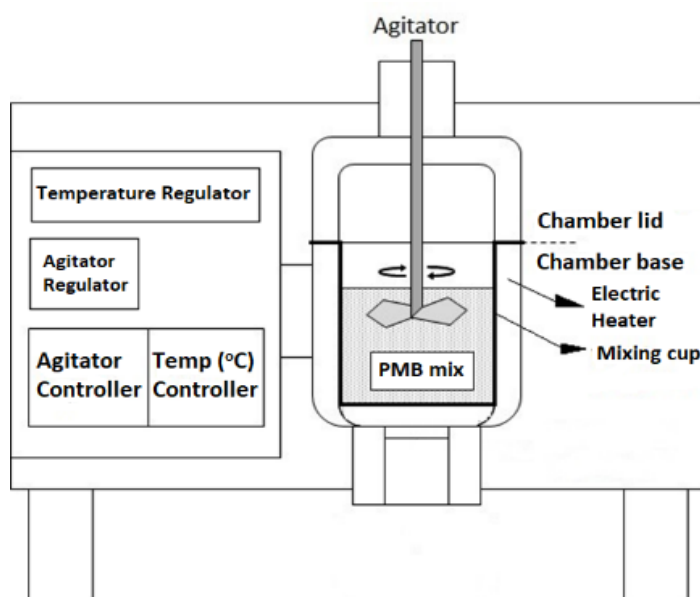 Agitator
Temperature Regulator
Agitator
Regulator
Agitator
Controller
Temp (°C)
Controller
Chamber lid
Chamber base
Electric
Heater
Mixing cup
PMB mix